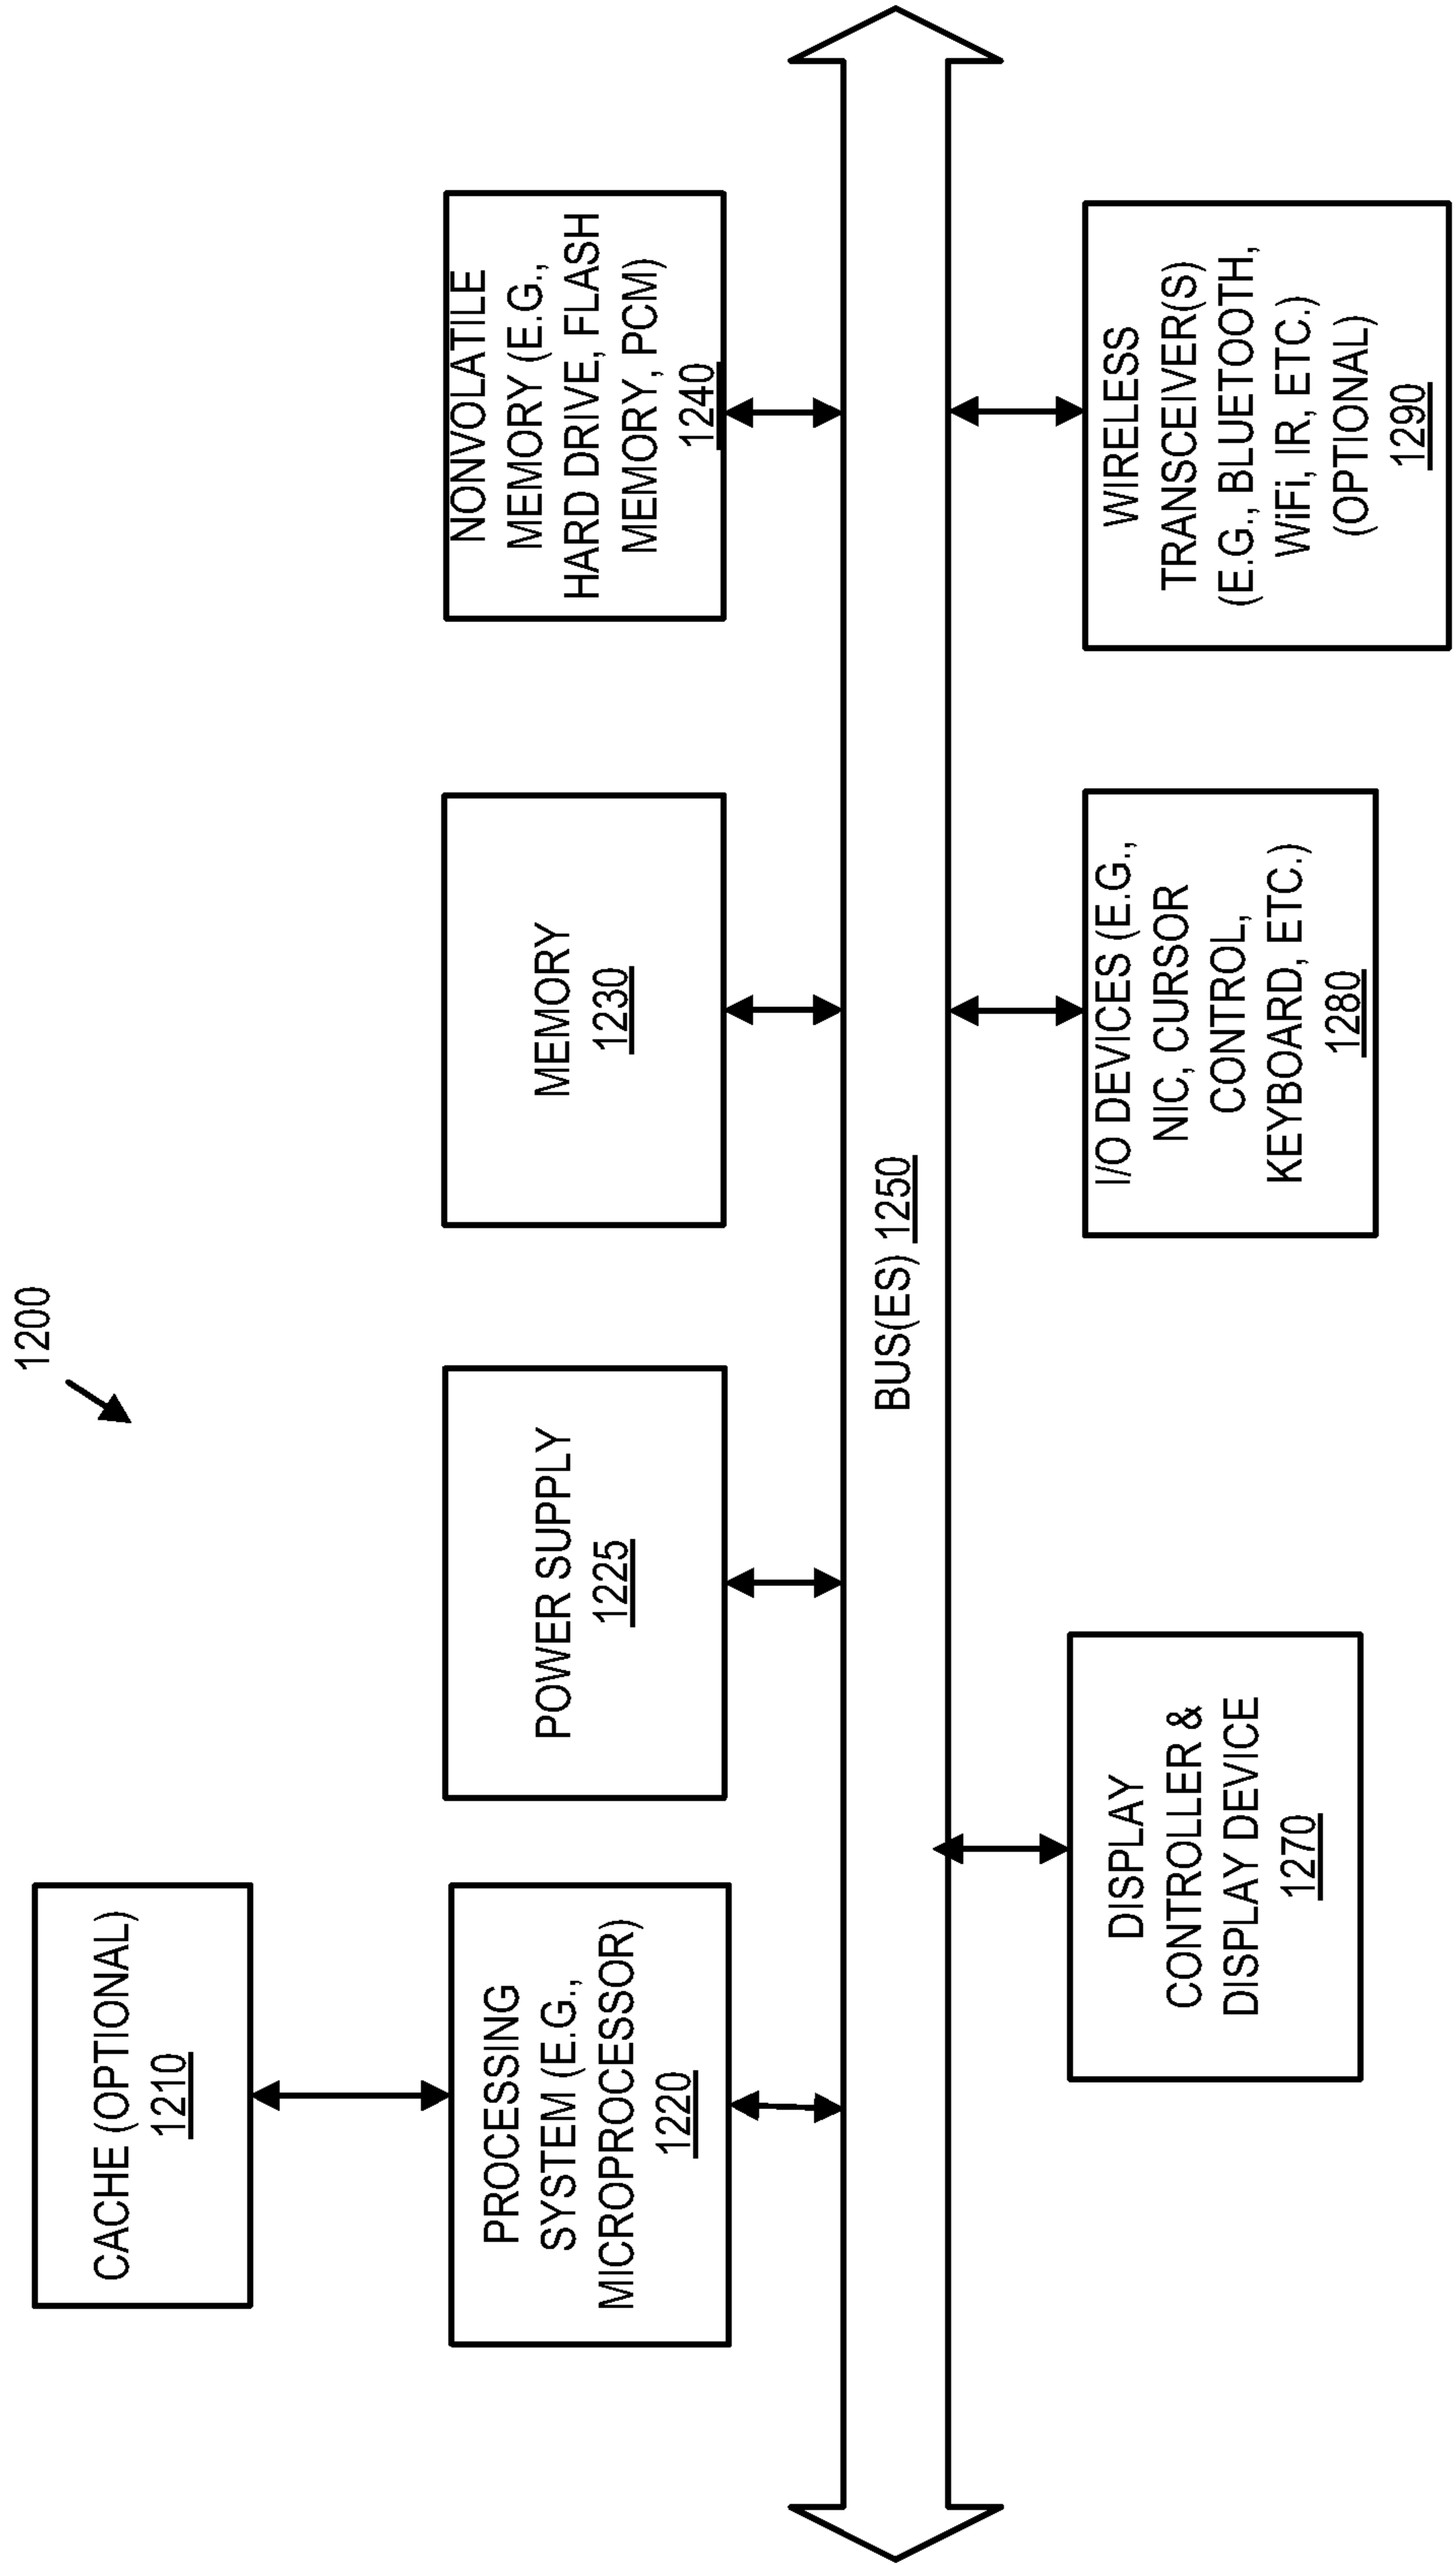 1200
CACHE (OPTIONAL)
1210
PROCESSING
SYSTEM (E.G.,
MICROPROCESSOR)
1220
POWER SUPPLY
1225
MEMORY
1230
NONVOLATILE
MEMORY (E.G.,
HARD DRIVE, FLASH
MEMORY, PCM)
1240
BUS(ES) 1250
DISPLAY
CONTROLLER &
DISPLAY DEVICE
1270
I/O DEVICES (E.G.,
NIC, CURSOR
CONTROL,
KEYBOARD, ETC.)
1280
WIRELESS
TRANSCEIVER(S)
(E.G., BLUETOOTH,
WiFi, IR, ETC.)
(OPTIONAL)
1290